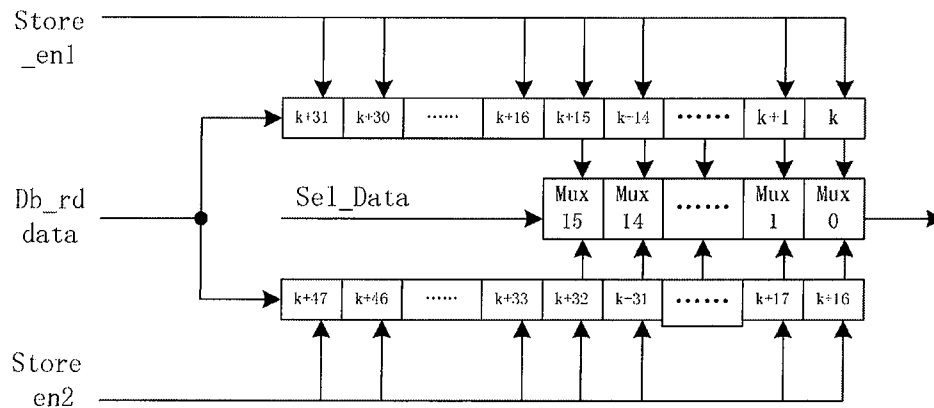 Store
_en1
k+31 k+30 ...... k+16 k+15 k-14 ...... k+1 k
Db_rd
data
Sel_Data
Mux Mux ...... Mux Mux
15 14 1 0
k+47 k+46 ...... k+33 k+32 k-31 ...... k+17 k+16
Store
en2